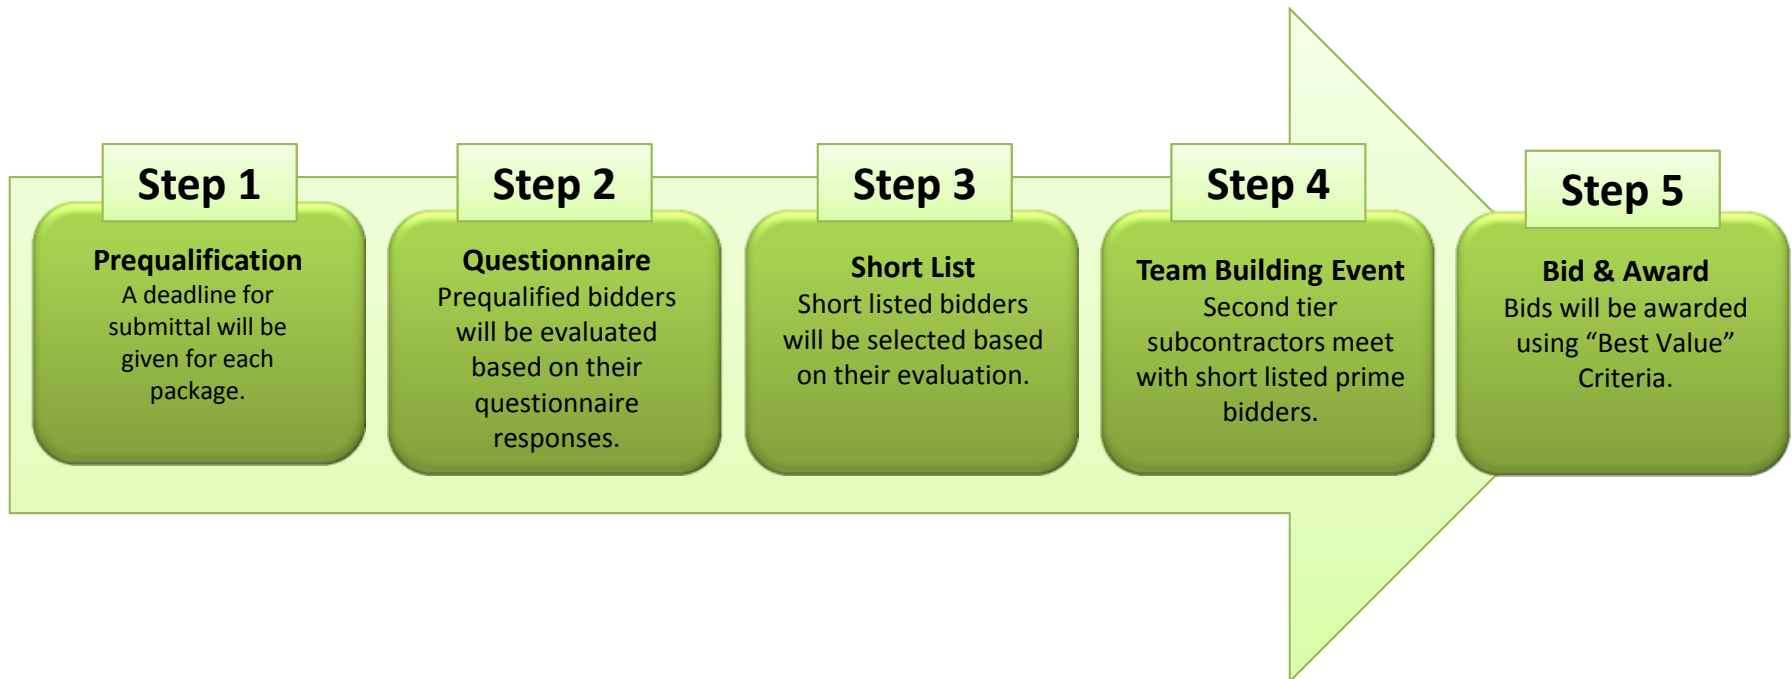 Step 1
Prequalification
A deadline for
submittal will be
given for each
package.
Step 2
Questionnaire
Prequalified bidders
will be evaluated
based on their
questionnaire
responses.
Step 3
Short List
Short listed bidders
will be selected based
on their evaluation.
Step 4
Team Building Event
Second tier
subcontractors meet
with short listed prime
bidders.
Step 5
Bid & Award
Bids will be awarded
using “Best Value”
Criteria.